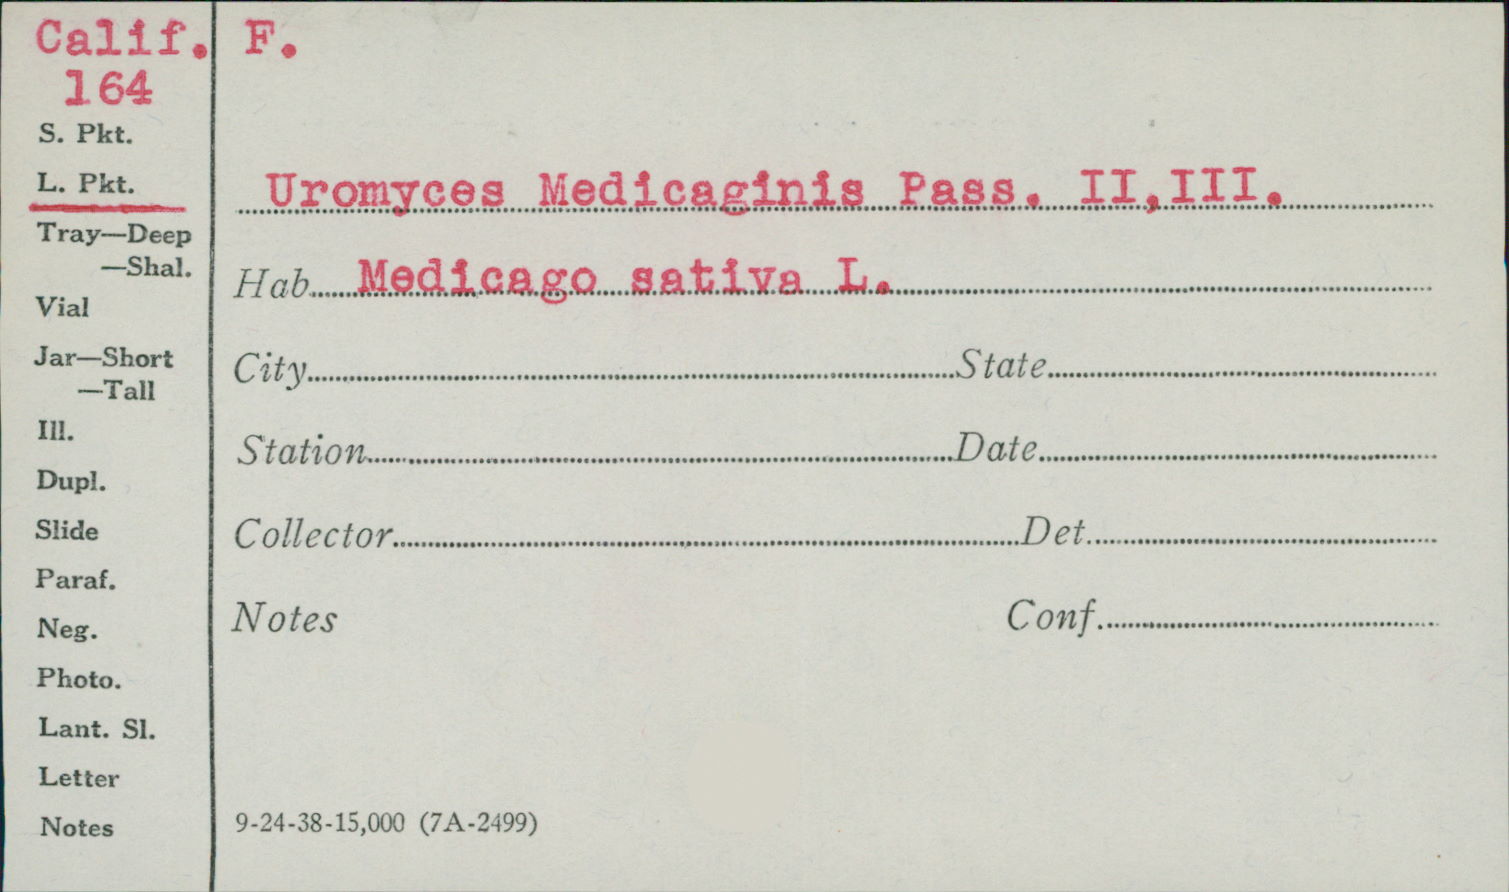 Calif. F.
164
S. Pkt.
L. Pkt.
Uromyces Medicaginis Pass. II,III.
Tray—Deep
—Shal.
Hab. Medicago sativa L.
Vial
Jar—Short
—Tall
City State
Ill.
Station Date
Dupl.
Slide
Collector Det.
Paraf.
Neg.
Notes Conf.
Photo.
Lant. Sl.
Letter
Notes
9-24-38-15,000 (7A-2499)